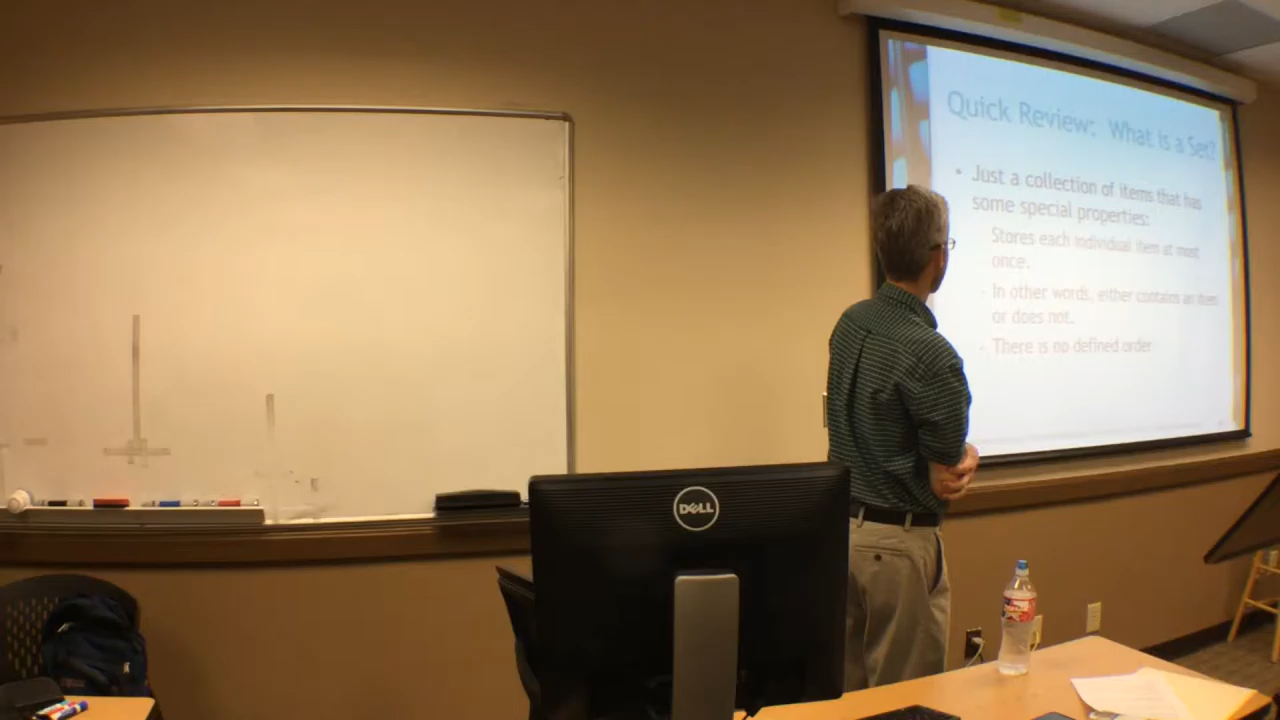 Quick Review: What is a Set?
• Just a collection of items that has
some special properties:
Stores each individual item at most
once.
- In other words, either contains an item
or does not.
- There is no defined order
DELL